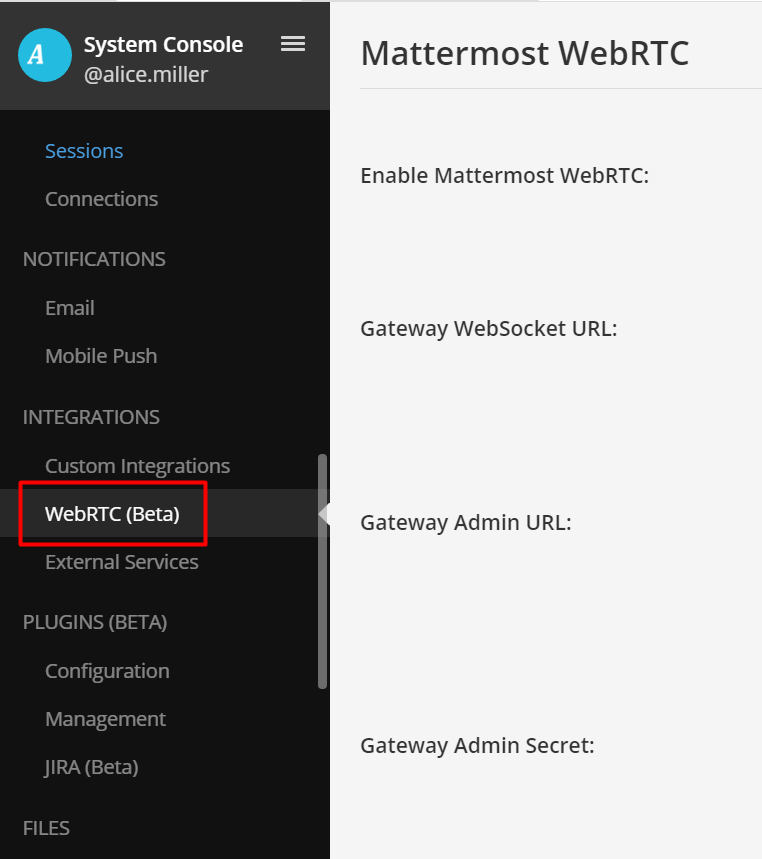 A
System Console
@alice.miller
Sessions
Connections
NOTIFICATIONS
Email
Mobile Push
INTEGRATIONS
Custom Integrations
WebRTC (Beta)
External Services
PLUGINS (BETA)
Configuration
Management
JIRA (Beta)
FILES
Mattermost WebRTC
Enable Mattermost WebRTC:
Gateway WebSocket URL:
Gateway Admin URL:
Gateway Admin Secret: